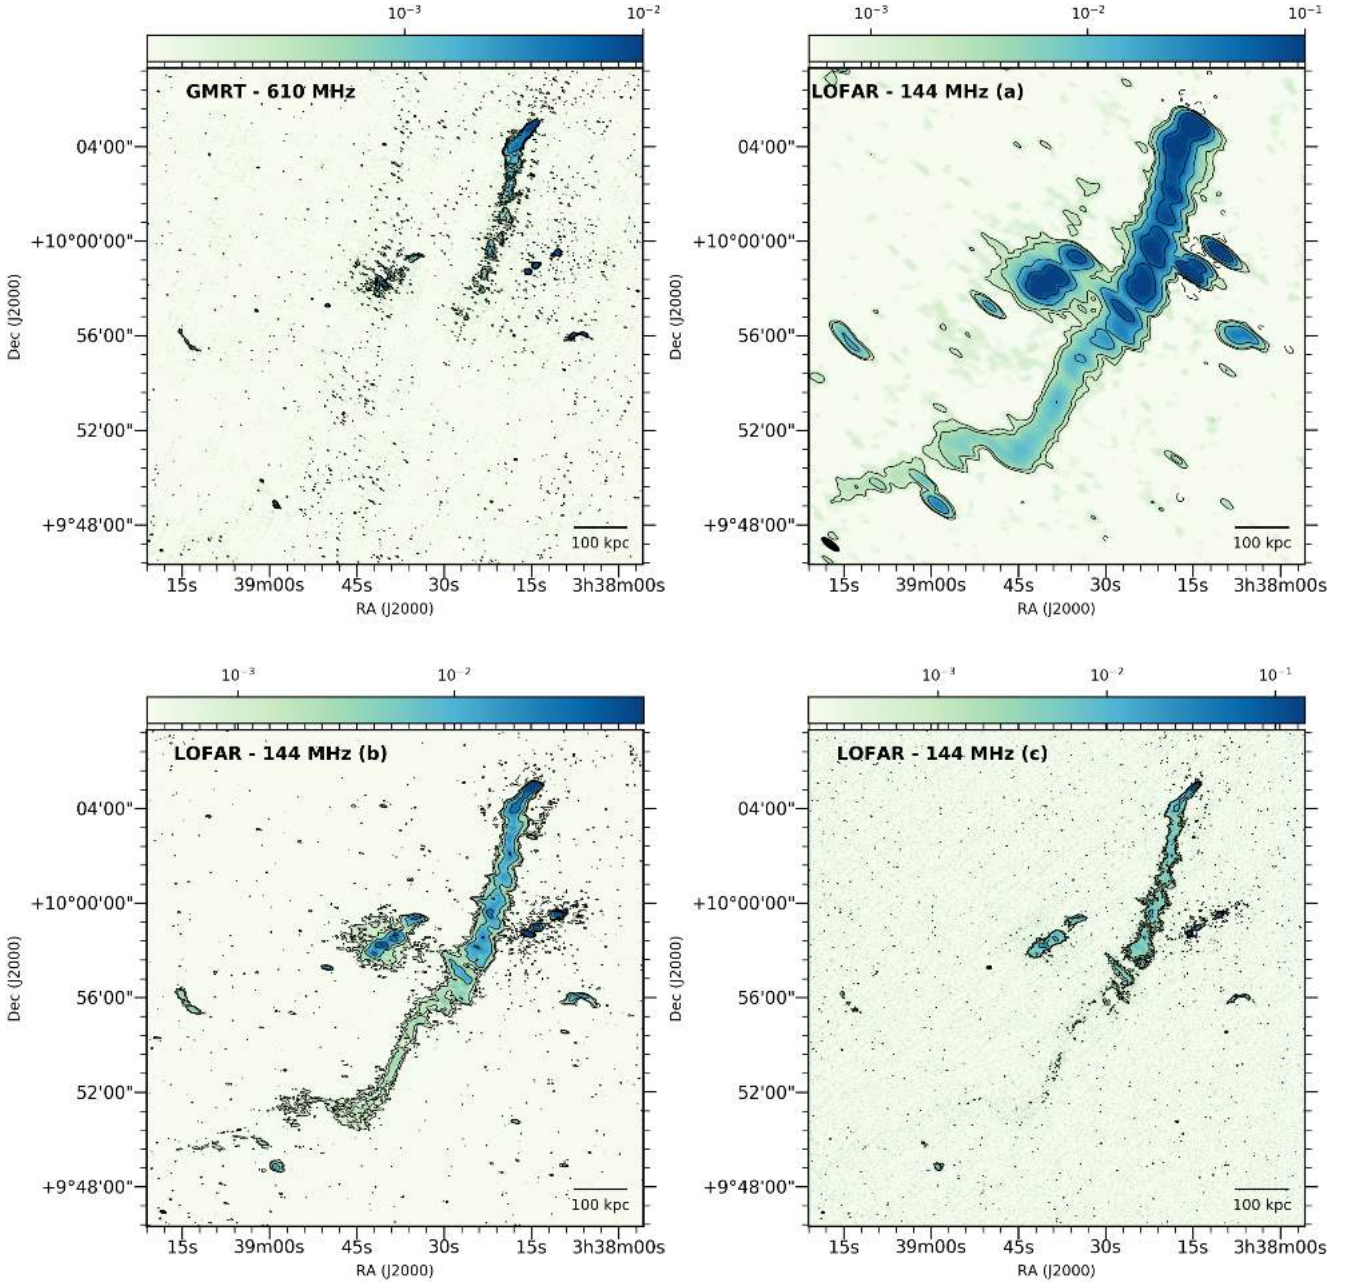 10⁻³ 10⁻²
GMRT - 610 MHz
04'00"
+10°00'00"
56'00"
52'00"
+9°48'00"
Dec (J2000)
100 kpc
15s 39m00s 45s 30s 15s 3h38m00s
RA (J2000)
10⁻³ 10⁻² 10⁻¹
LOFAR - 144 MHz (a)
04'00"
+10°00'00"
56'00"
52'00"
+9°48'00"
Dec (J2000)
100 kpc
15s 39m00s 45s 30s 15s 3h38m00s
RA (J2000)
10⁻³ 10⁻²
LOFAR - 144 MHz (b)
04'00"
+10°00'00"
56'00"
52'00"
+9°48'00"
Dec (J2000)
100 kpc
15s 39m00s 45s 30s 15s 3h38m00s
RA (J2000)
10⁻³ 10⁻² 10⁻¹
LOFAR - 144 MHz (c)
04'00"
+10°00'00"
56'00"
52'00"
+9°48'00"
Dec (J2000)
100 kpc
15s 39m00s 45s 30s 15s 3h38m00s
RA (J2000)